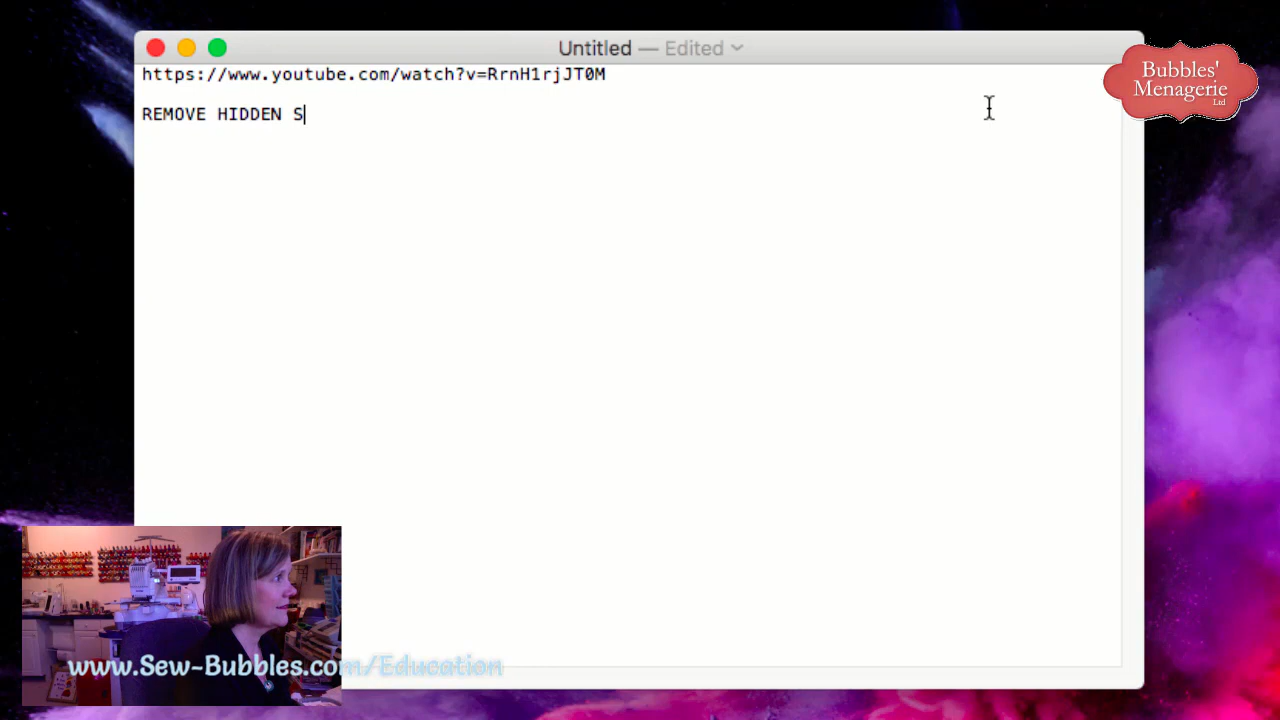 Untitled — Edited
https://www.youtube.com/watch?v=RrnH1rjJT0M
REMOVE HIDDEN S
Bubbles'
Menagerie
Ltd
www.Sew-Bubbles.com/Education